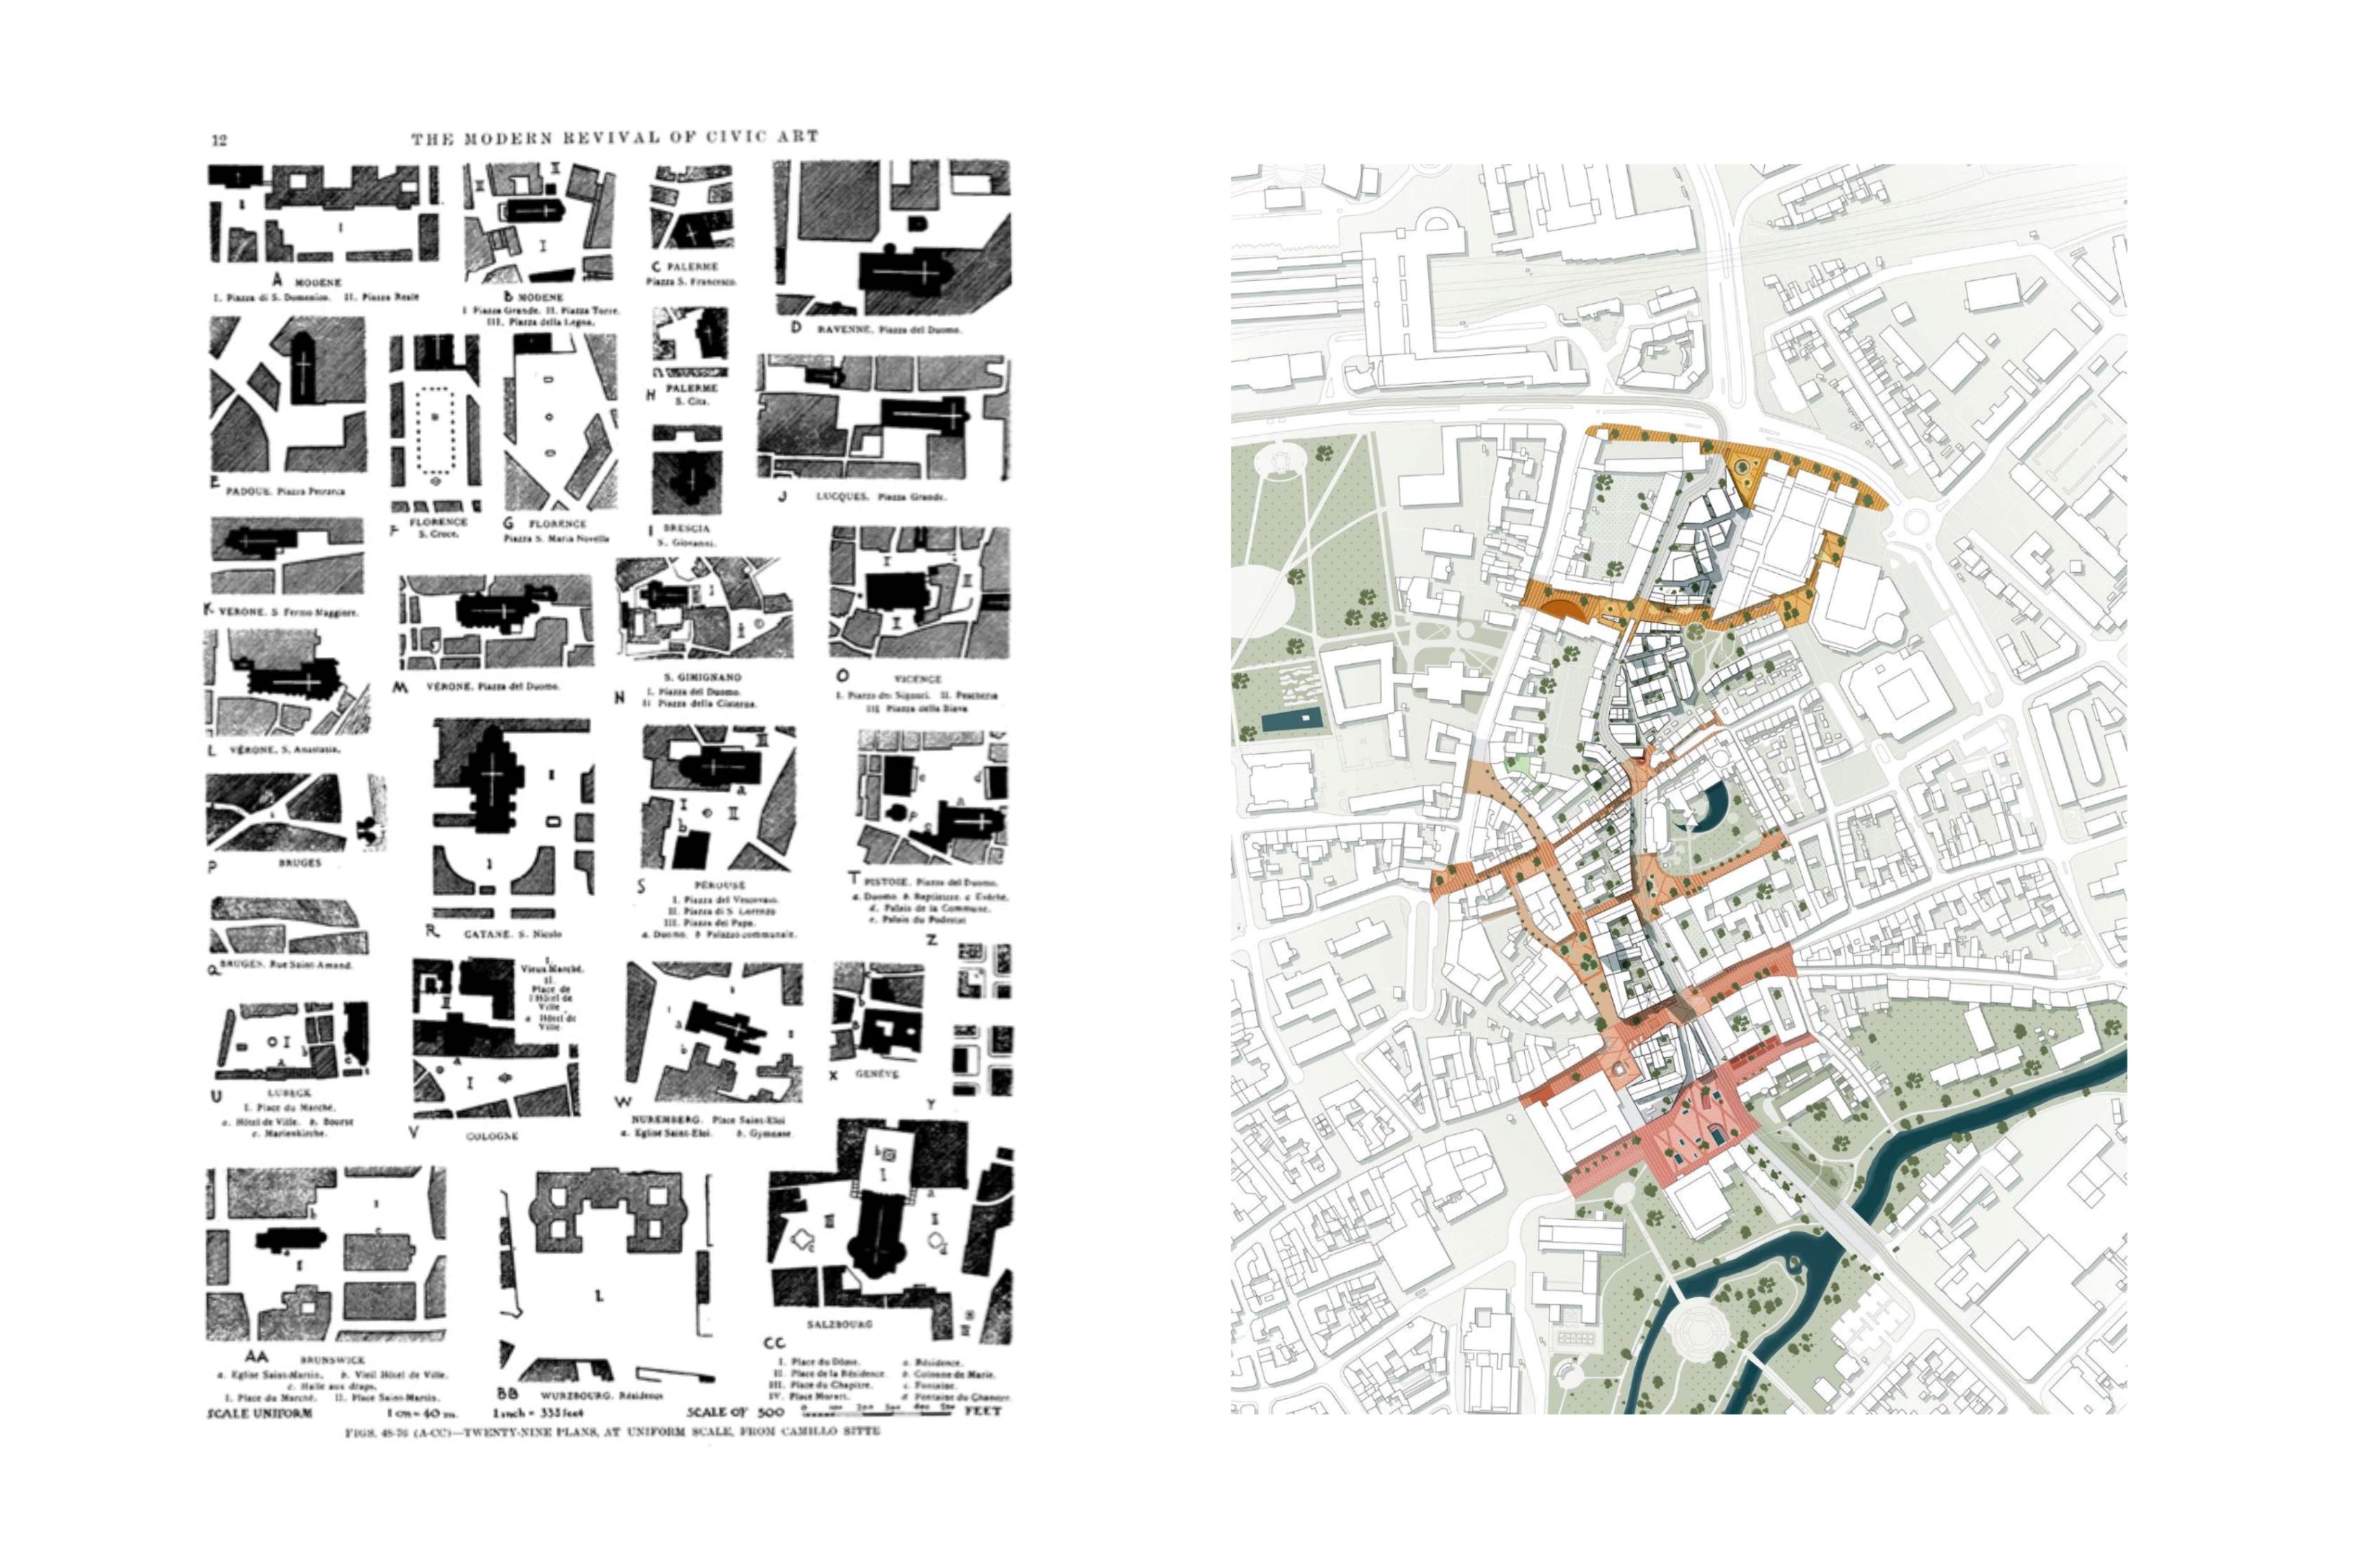 12
THE MODERN REVIVAL OF CIVIC ART
A MODENE
I. Piazza di S. Domenico. II. Piazza Reale
B MODENE
I Piazza Grande. II. Piazza Torre.
III. Piazza della Legna.
C PALERME
Piazza S. Francesco.
D RAVENNE. Piazza del Duomo.
E PADOUE. Piazza Petrarca
F FLORENCE
S. Croce.
G FLORENCE
Piazza S. Maria Novella
H PALERME
S. Cita.
I BRESCIA
S. Giovanni.
J LUCQUES. Piazza Grande.
K VÉRONE. S Fermo Maggiore.
L VÉRONE. S. Anastasia.
M VÉRONE. Piazza del Duomo.
N S. GIMIGNANO
I. Piazza del Duomo.
II Piazza della Cisterna.
O VICENCE
I. Piazza dei Signori. II. Pescheria
III Piazza della Biava
P BRUGES
Q BRUGES. Rue Saint-Amand.
R CATANE. S. Nicolo
S PÉROUSE
I. Piazza del Vescovaso.
II. Piazza di S. Lorenzo
III. Piazza del Papa.
a. Duomo. b Palazzo communale.
T PISTOIE. Piazza del Duomo.
a. Duomo. b. Baptistère. c Évêché.
d. Palais de la Commune.
e. Palais du Podestat
U LUBECK
I. Place du Marché.
a. Hôtel de Ville. b. Bourse
c. Marienkirche.
I.
Vieux Marché.
II.
Place de
l'Hôtel de
Ville
a Hôtel de
Ville.
V COLOGNE
W NUREMBERG. Place Saint-Eloi
a. Eglise Saint-Eloi. b. Gymnase.
X GENÈVE
Y
Z
AA BRUNSWICK
a. Eglise Saint-Martin. b. Vieil Hôtel de Ville.
c. Halle aux draps.
I. Place du Marché. II. Place Saint-Martin.
BB WURZBOURG. Résidence
CC SALZBOURG
I. Place du Dôme. a. Résidence.
II. Place de la Résidence b. Colonne de Marie.
III. Place du Chapitre. c. Fontaine.
IV. Place Mozart. d Fontaine du Chapitre
SCALE UNIFORM 1 cm = 40 m. 1 inch = 333 feet SCALE OF 500 FEET
FIGS. 48-76 (A-CC)—TWENTY-NINE PLANS, AT UNIFORM SCALE, FROM CAMILLO SITTE